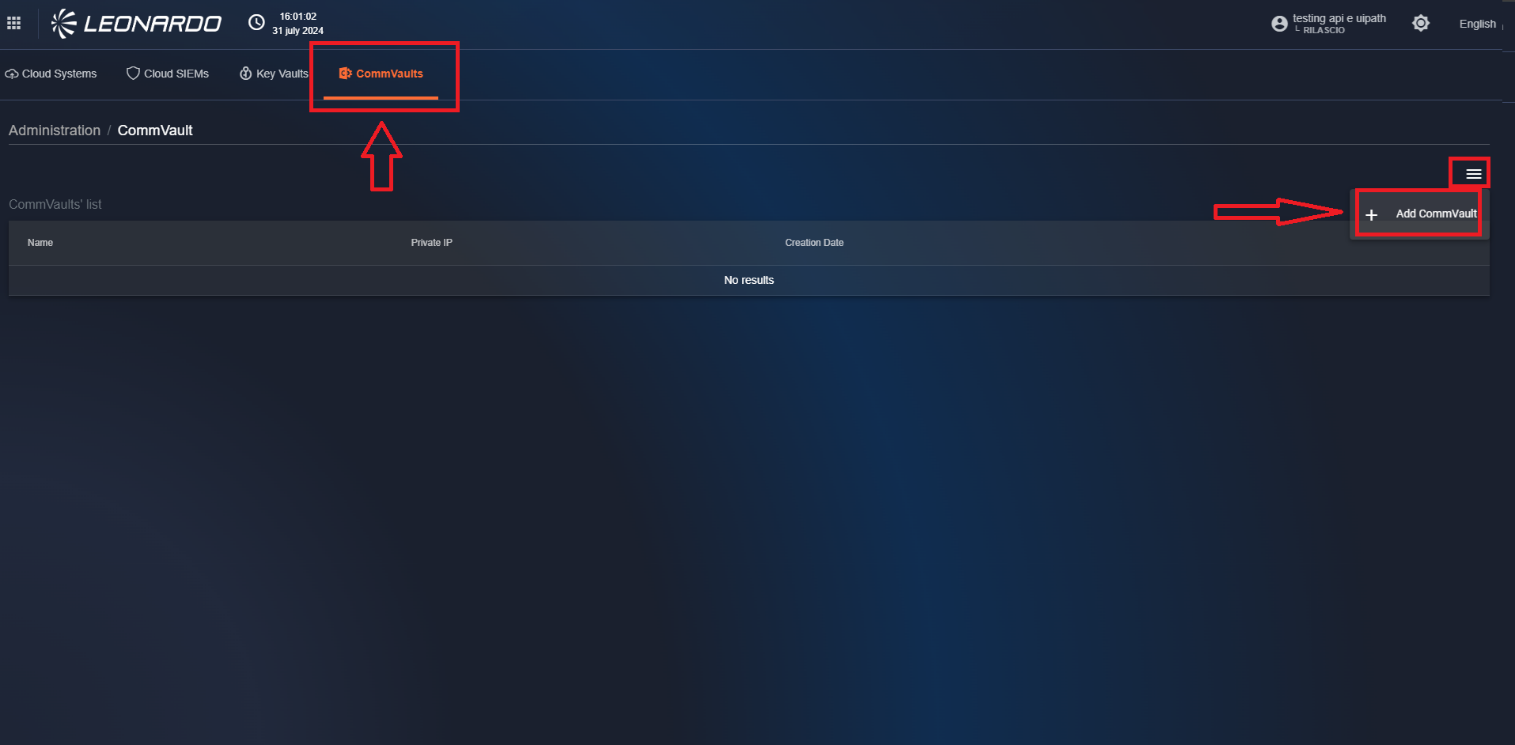 LEONARDO
16:01:02
31 july 2024
testing api e uipath
└ RILASCIO
English
Cloud Systems
Cloud SIEMs
Key Vaults
CommVaults
Administration / CommVault
CommVaults' list
+ Add CommVault
Name
Private IP
Creation Date
No results